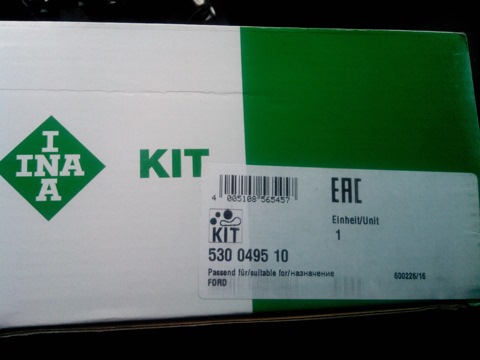 I
INA
A
KIT
4 005108 565457
EAC
KIT
Einheit/Unit
1
530 0495 10
Passend für/suitable for/назначение
FORD
600226/16